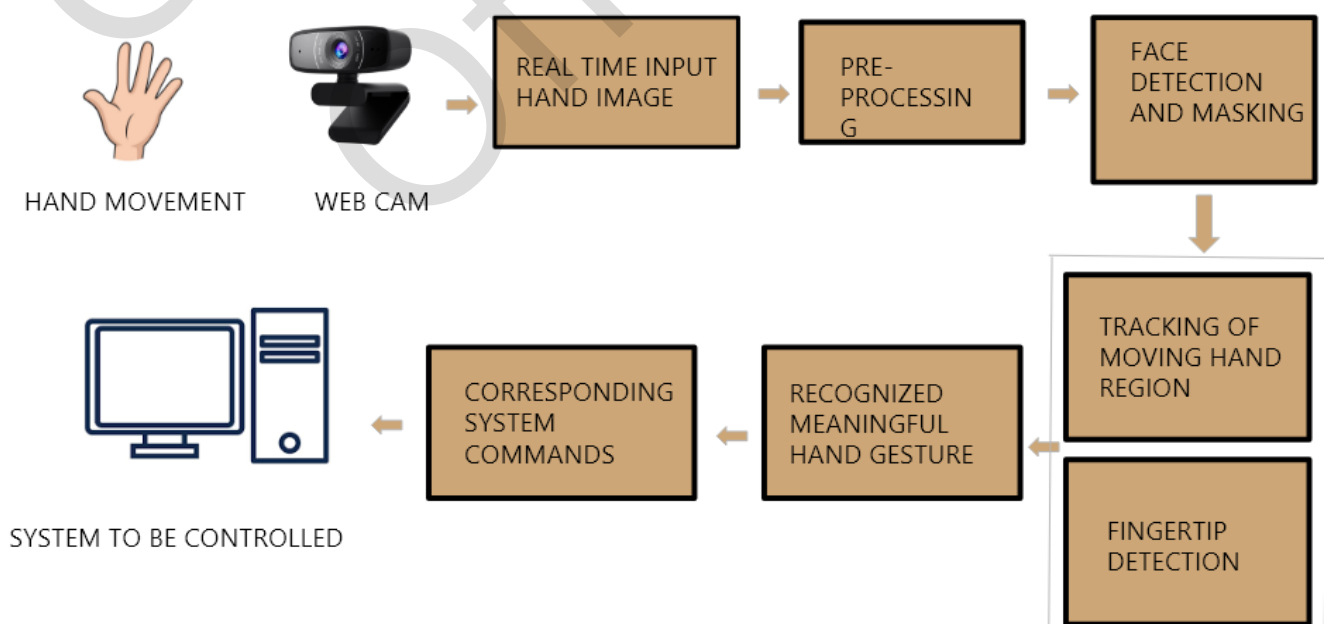 REAL TIME INPUT
HAND IMAGE
PRE-
PROCESSIN
G
FACE
DETECTION
AND MASKING
HAND MOVEMENT
WEB CAM
TRACKING OF
MOVING HAND
REGION
FINGERTIP
DETECTION
RECOGNIZED
MEANINGFUL
HAND GESTURE
CORRESPONDING
SYSTEM
COMMANDS
SYSTEM TO BE CONTROLLED